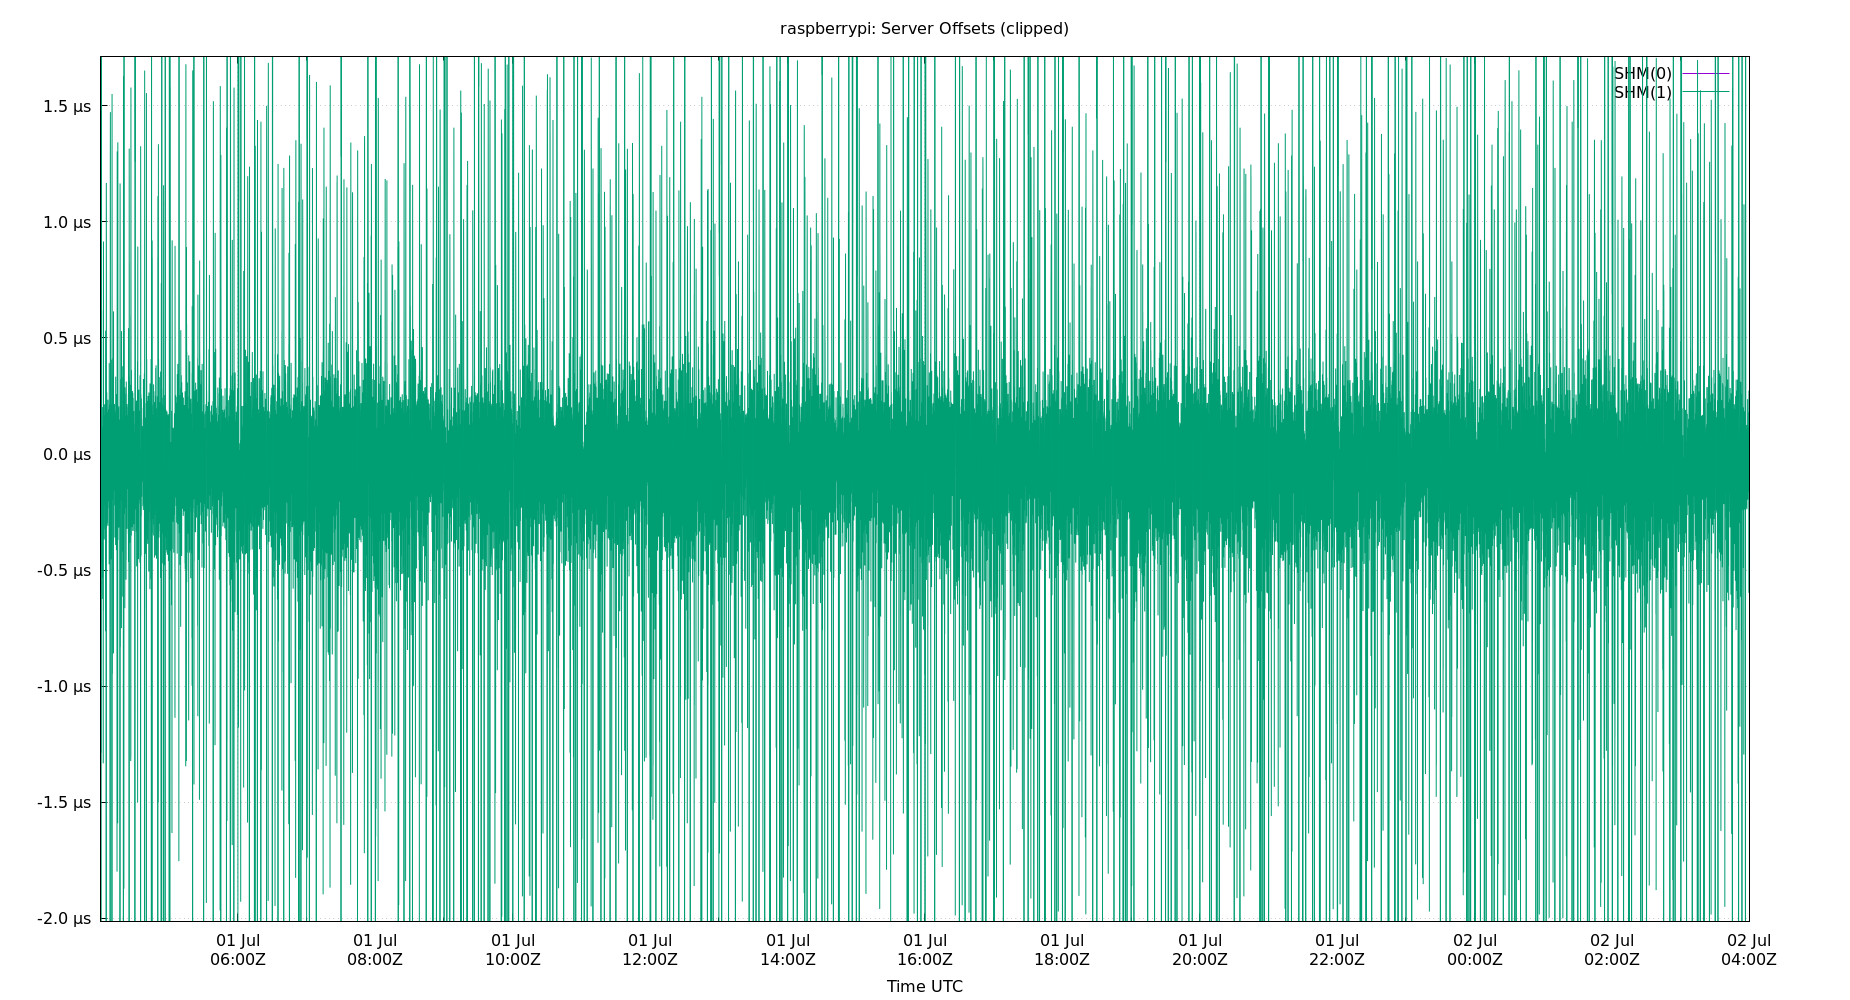 raspberrypi: Server Offsets (clipped)
SHM(0)
SHM(1)
1.5 µs
1.0 µs
0.5 µs
0.0 µs
-0.5 µs
-1.0 µs
-1.5 µs
-2.0 µs
01 Jul 01 Jul 01 Jul 01 Jul 01 Jul 01 Jul 01 Jul 01 Jul 01 Jul 02 Jul 02 Jul 02 Jul
06:00Z 08:00Z 10:00Z 12:00Z 14:00Z 16:00Z 18:00Z 20:00Z 22:00Z 00:00Z 02:00Z 04:00Z
Time UTC